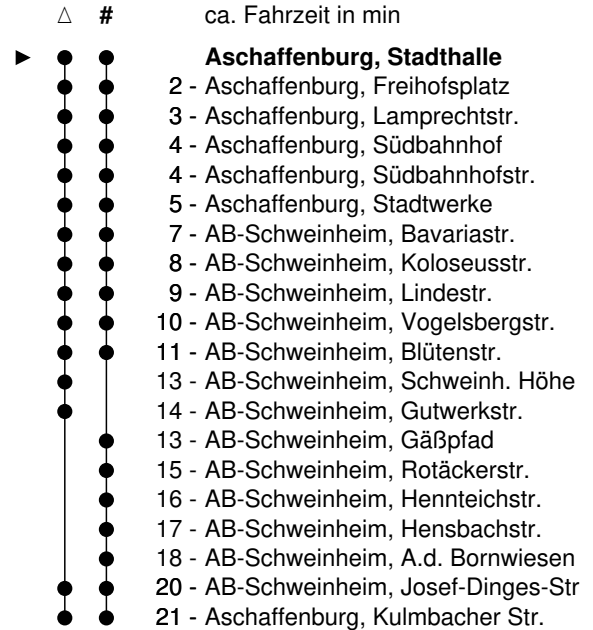 △ # ca. Fahrzeit in min
Aschaffenburg, Stadthalle
2 - Aschaffenburg, Freihofsplatz
3 - Aschaffenburg, Lamprechtstr.
4 - Aschaffenburg, Südbahnhof
4 - Aschaffenburg, Südbahnhofstr.
5 - Aschaffenburg, Stadtwerke
7 - AB-Schweinheim, Bavariastr.
8 - AB-Schweinheim, Koloseusstr.
9 - AB-Schweinheim, Lindestr.
10 - AB-Schweinheim, Vogelsbergstr.
11 - AB-Schweinheim, Blütenstr.
13 - AB-Schweinheim, Schweinh. Höhe
14 - AB-Schweinheim, Gutwerkstr.
13 - AB-Schweinheim, Gäßpfad
15 - AB-Schweinheim, Rotäckerstr.
16 - AB-Schweinheim, Hennteichstr.
17 - AB-Schweinheim, Hensbachstr.
18 - AB-Schweinheim, A.d. Bornwiesen
20 - AB-Schweinheim, Josef-Dinges-Str
21 - Aschaffenburg, Kulmbacher Str.